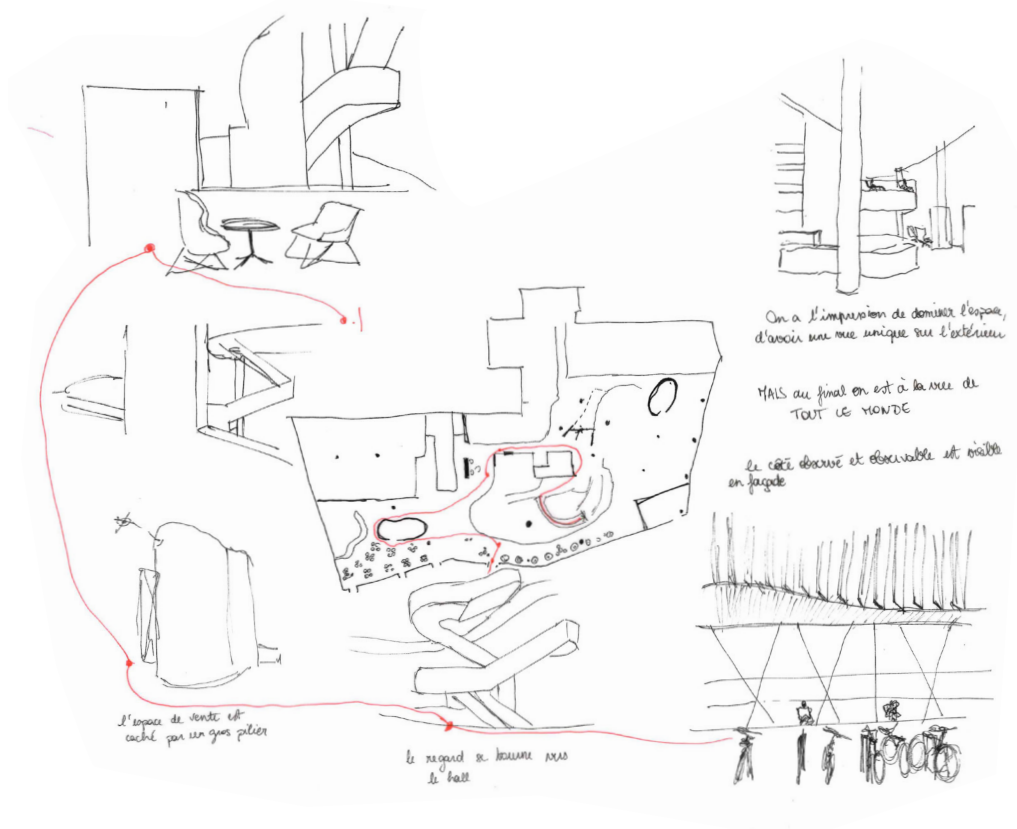 On a l'impression de dominer l'espace,
d'avoir une vue unique sur l'extérieur
MAIS au final on est à la vue de
TOUT LE MONDE
le côté observé et observable est visible
en façade
l'espace de vente est
caché par un gros pilier
le regard se tourne vers
le hall